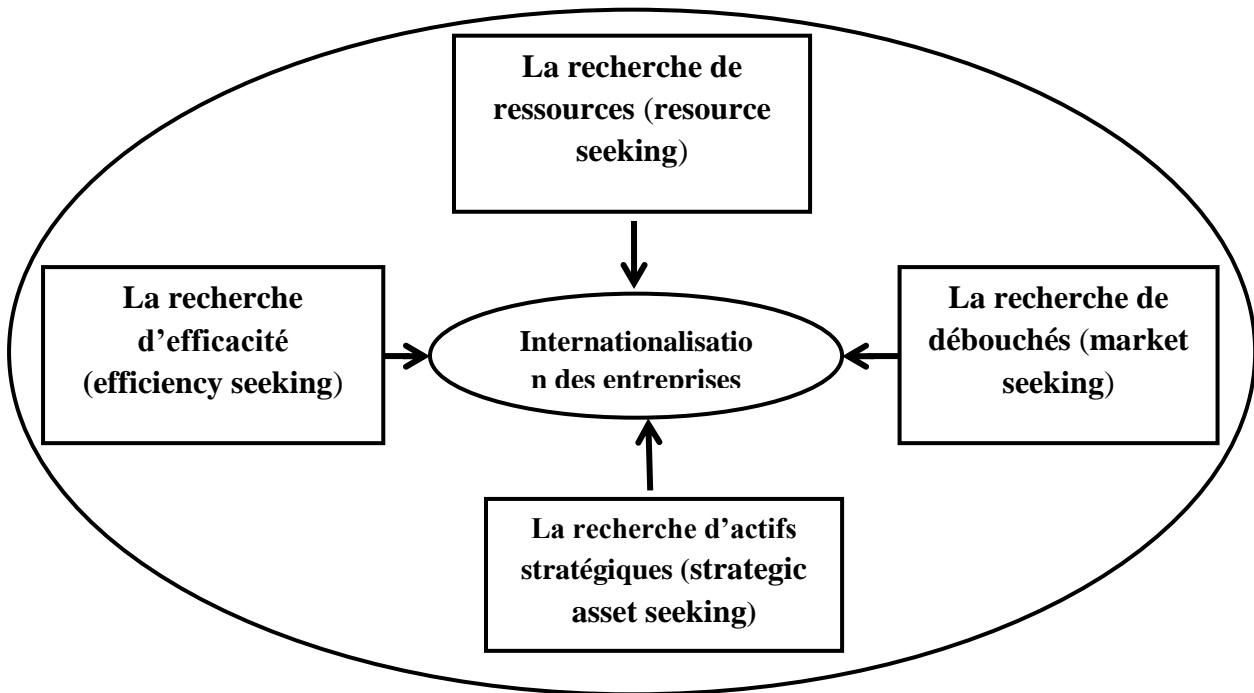 La recherche de
ressources (resource
seeking)
La recherche
d’efficacité
(efficiency seeking)
Internationalisatio
n des entreprises
La recherche de
débouchés (market
seeking)
La recherche d’actifs
stratégiques (strategic
asset seeking)